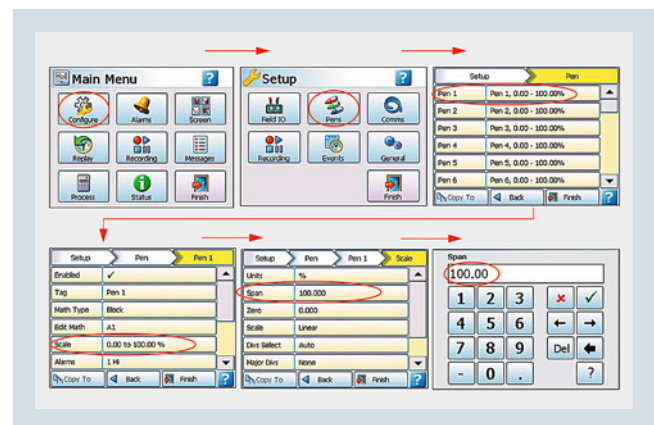 Main Menu ?
Configure Alarms Screen
Replay Recording Messages
Process Status Finish
Setup ?
Field IO Pens Comms
Recording Events General
Finish
Setup Pen
Pen 1 Pen 1, 0.00 - 100.00%
Pen 2 Pen 2, 0.00 - 100.00%
Pen 3 Pen 3, 0.00 - 100.00%
Pen 4 Pen 4, 0.00 - 100.00%
Pen 5 Pen 5, 0.00 - 100.00%
Pen 6 Pen 6, 0.00 - 100.00%
Copy To Back Finish ?
Setup Pen Pen 1
Enabled ✓
Tag Pen 1
Math Type Block
Edit Math A1
Scale 0.00 to 100.00 %
Alarms 1 Hi
Copy To Back Finish ?
Setup Pen Pen 1 Scale
Units %
Span 100.000
Zero 0.000
Scale Linear
Divs Select Auto
Major Divs None
Copy To Back Finish ?
Span
100.00
1 2 3 × ✓
4 5 6 ← →
7 8 9 Del ←
- 0 . ?